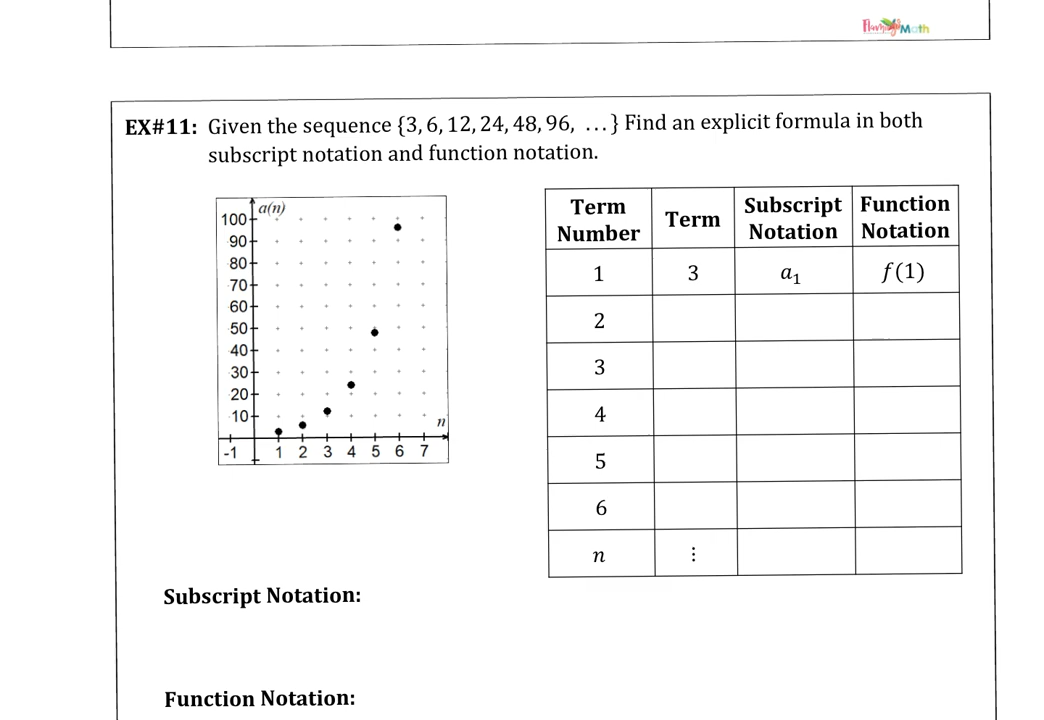 Flamingo Math
EX#11: Given the sequence {3, 6, 12, 24, 48, 96, ...} Find an explicit formula in both
subscript notation and function notation.
a(n)
100
90
80
70
60
50
40
30
20
10
n
-1 1 2 3 4 5 6 7
Term Number Term Subscript Notation Function Notation
1 3 a₁ f(1)
2
3
4
5
6
n ⋮
Subscript Notation:
Function Notation: